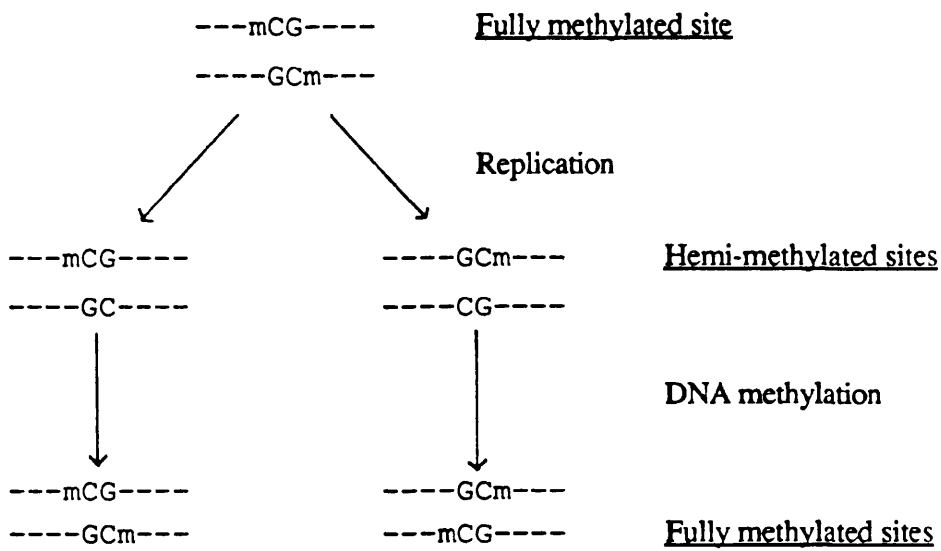 ---mCG---- Fully methylated site
----GCm---
Replication
---mCG---- ----GCm--- Hemi-methylated sites
----GC---- ----CG----
DNA methylation
---mCG---- ----GCm---
----GCm--- ---mCG---- Fully methylated sites